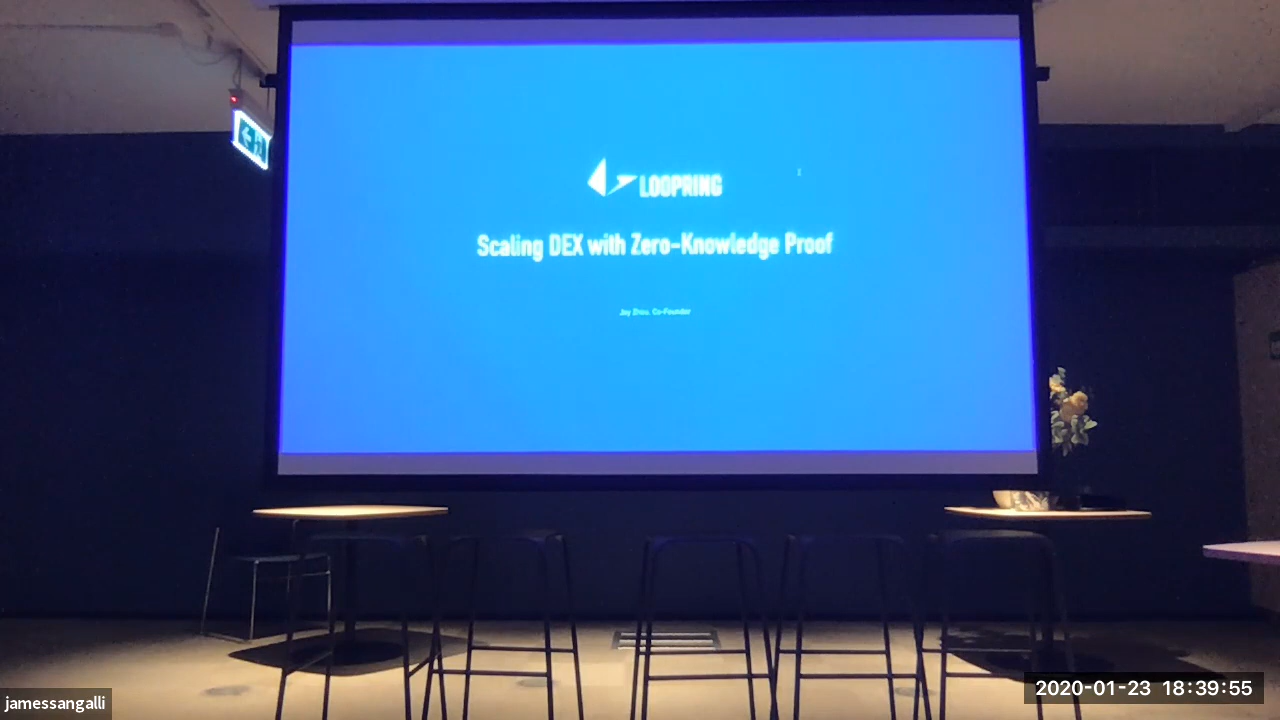 LOOPRING
Scaling DEX with Zero-Knowledge Proof
Jay Zhou, Co-Founder
jamessangalli
2020-01-23 18:39:55